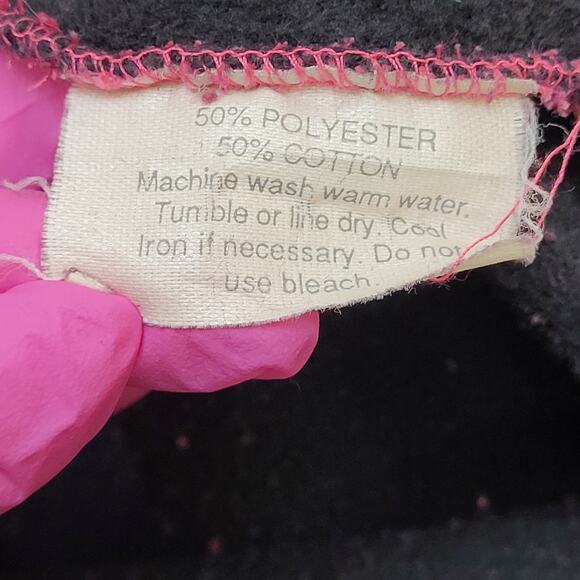 50% POLYESTER
50% COTTON
Machine wash warm water.
Tumble or line dry. Cool
Iron if necessary. Do not
use bleach.